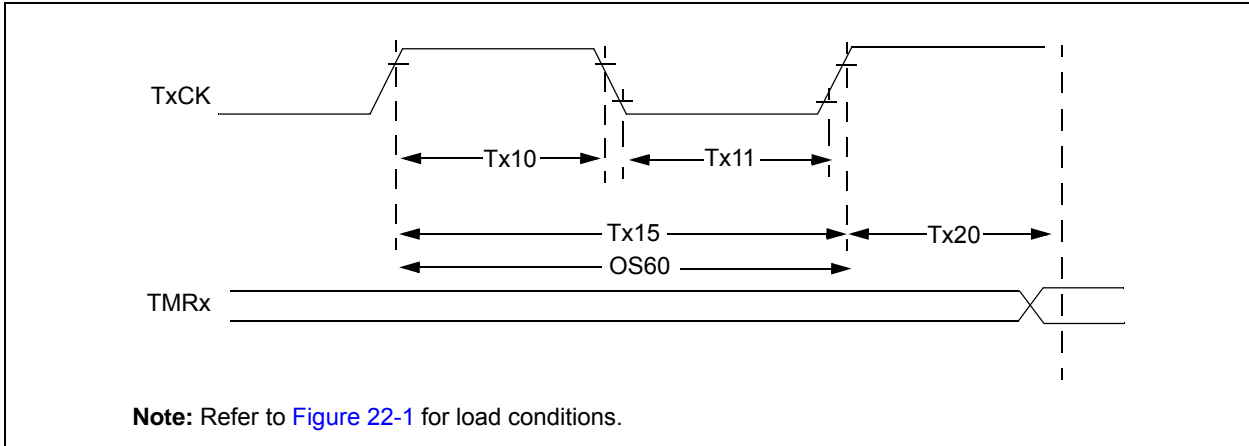 TxCK
Tx10
Tx11
Tx15
Tx20
OS60
TMRx
Note: Refer to Figure 22-1 for load conditions.